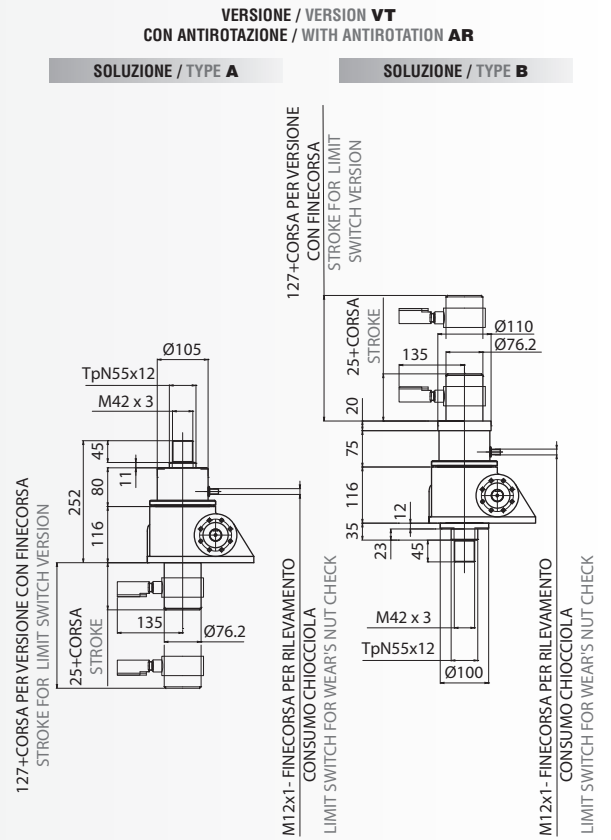 VERSIONE / VERSION VT
CON ANTIROTAZIONE / WITH ANTIROTATION AR
SOLUZIONE / TYPE A
SOLUZIONE / TYPE B
Ø105
TpN55x12
M42 x 3
45
11
80
252
116
135
Ø76.2
25+CORSA
STROKE
127+CORSA PER VERSIONE CON FINECORSA
STROKE FOR LIMIT SWITCH VERSION
M12x1- FINECORSA PER RILEVAMENTO
CONSUMO CHIOCCIOLA
LIMIT SWITCH FOR WEAR'S NUT CHECK
127+CORSA PER VERSIONE
CON FINECORSA
STROKE FOR LIMIT
SWITCH VERSION
25+CORSA
STROKE
135
Ø110
Ø76.2
20
75
116
12
35
23
45
M42 x 3
TpN55x12
Ø100
M12x1- FINECORSA PER RILEVAMENTO
CONSUMO CHIOCCIOLA
LIMIT SWITCH FOR WEAR'S NUT CHECK